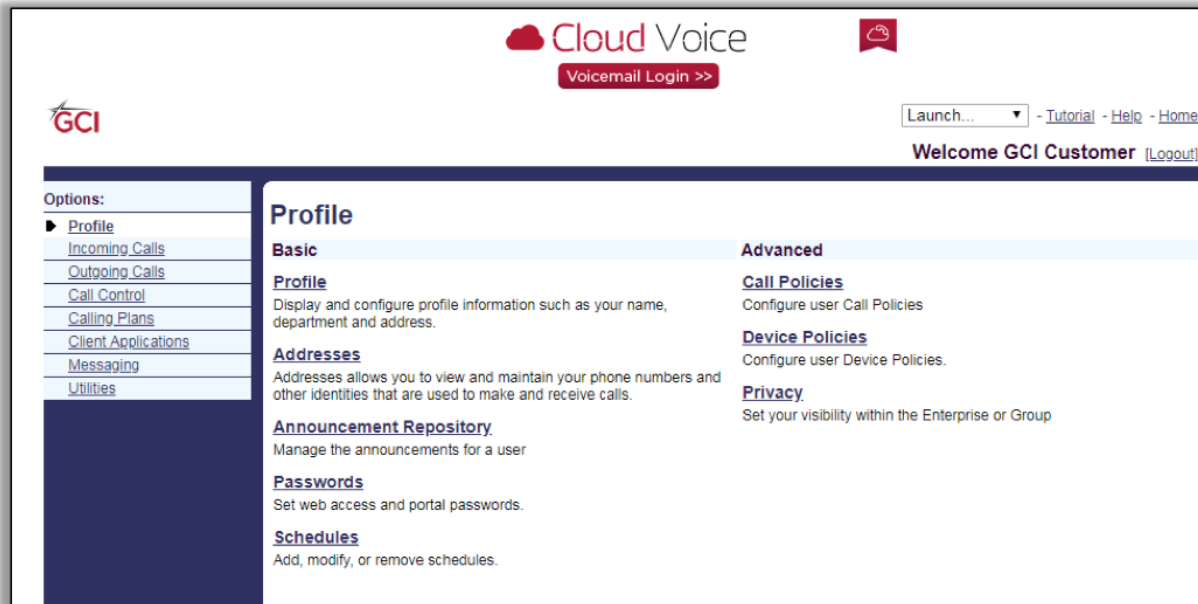 Cloud Voice
Voicemail Login >>
GCI
Launch... - Tutorial - Help - Home
Welcome GCI Customer [Logout]
Options:
Profile
Incoming Calls
Outgoing Calls
Call Control
Calling Plans
Client Applications
Messaging
Utilities
Profile
Basic
Profile
Display and configure profile information such as your name,
department and address.
Addresses
Addresses allows you to view and maintain your phone numbers and
other identities that are used to make and receive calls.
Announcement Repository
Manage the announcements for a user
Passwords
Set web access and portal passwords.
Schedules
Add, modify, or remove schedules.
Advanced
Call Policies
Configure user Call Policies
Device Policies
Configure user Device Policies.
Privacy
Set your visibility within the Enterprise or Group